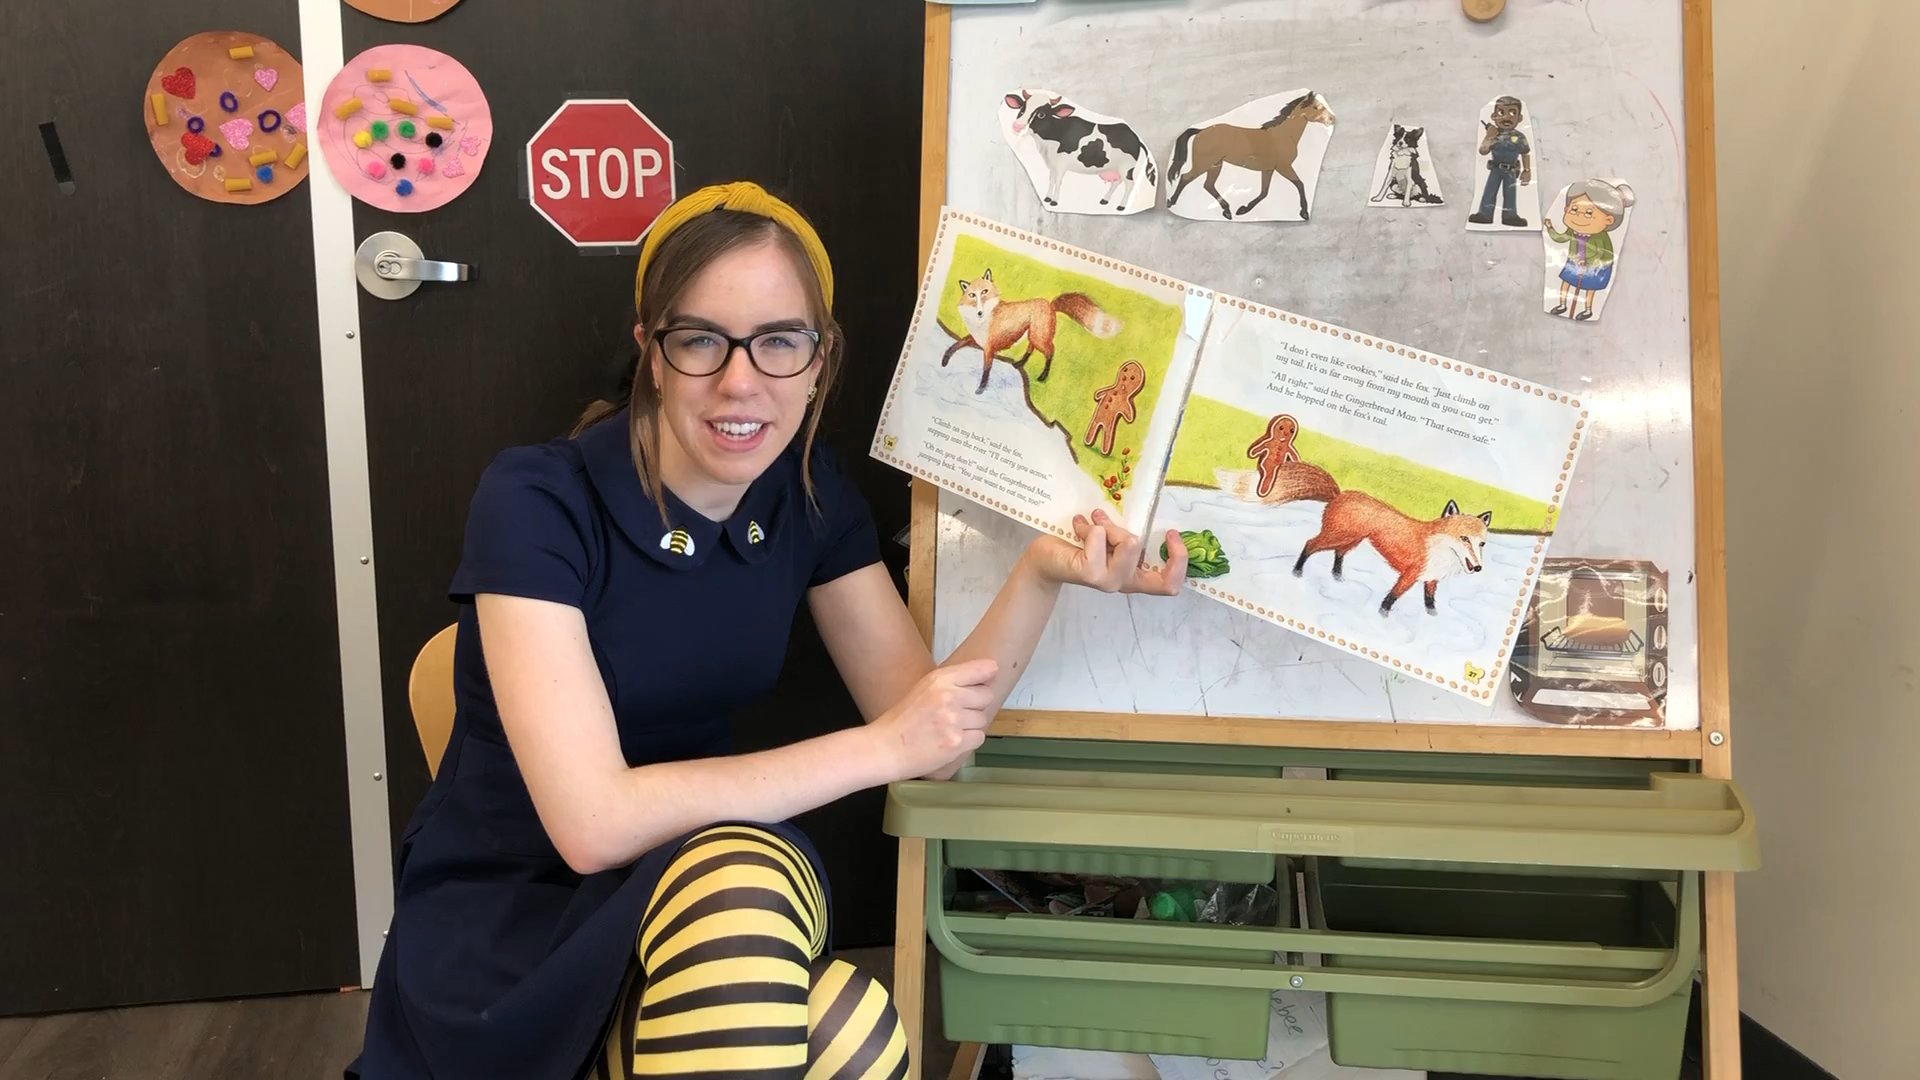 STOP
"Climb on my back," said the fox,
stepping into the river. "I'll carry you across."
"Oh no, you don't!" said the Gingerbread Man,
jumping back. "You just want to eat me, too!"
26
"I don't even like cookies," said the fox. "Just climb on
my tail. It's as far away from my mouth as you can get."
"All right," said the Gingerbread Man. "That seems safe."
And he hopped on the fox's tail.
27